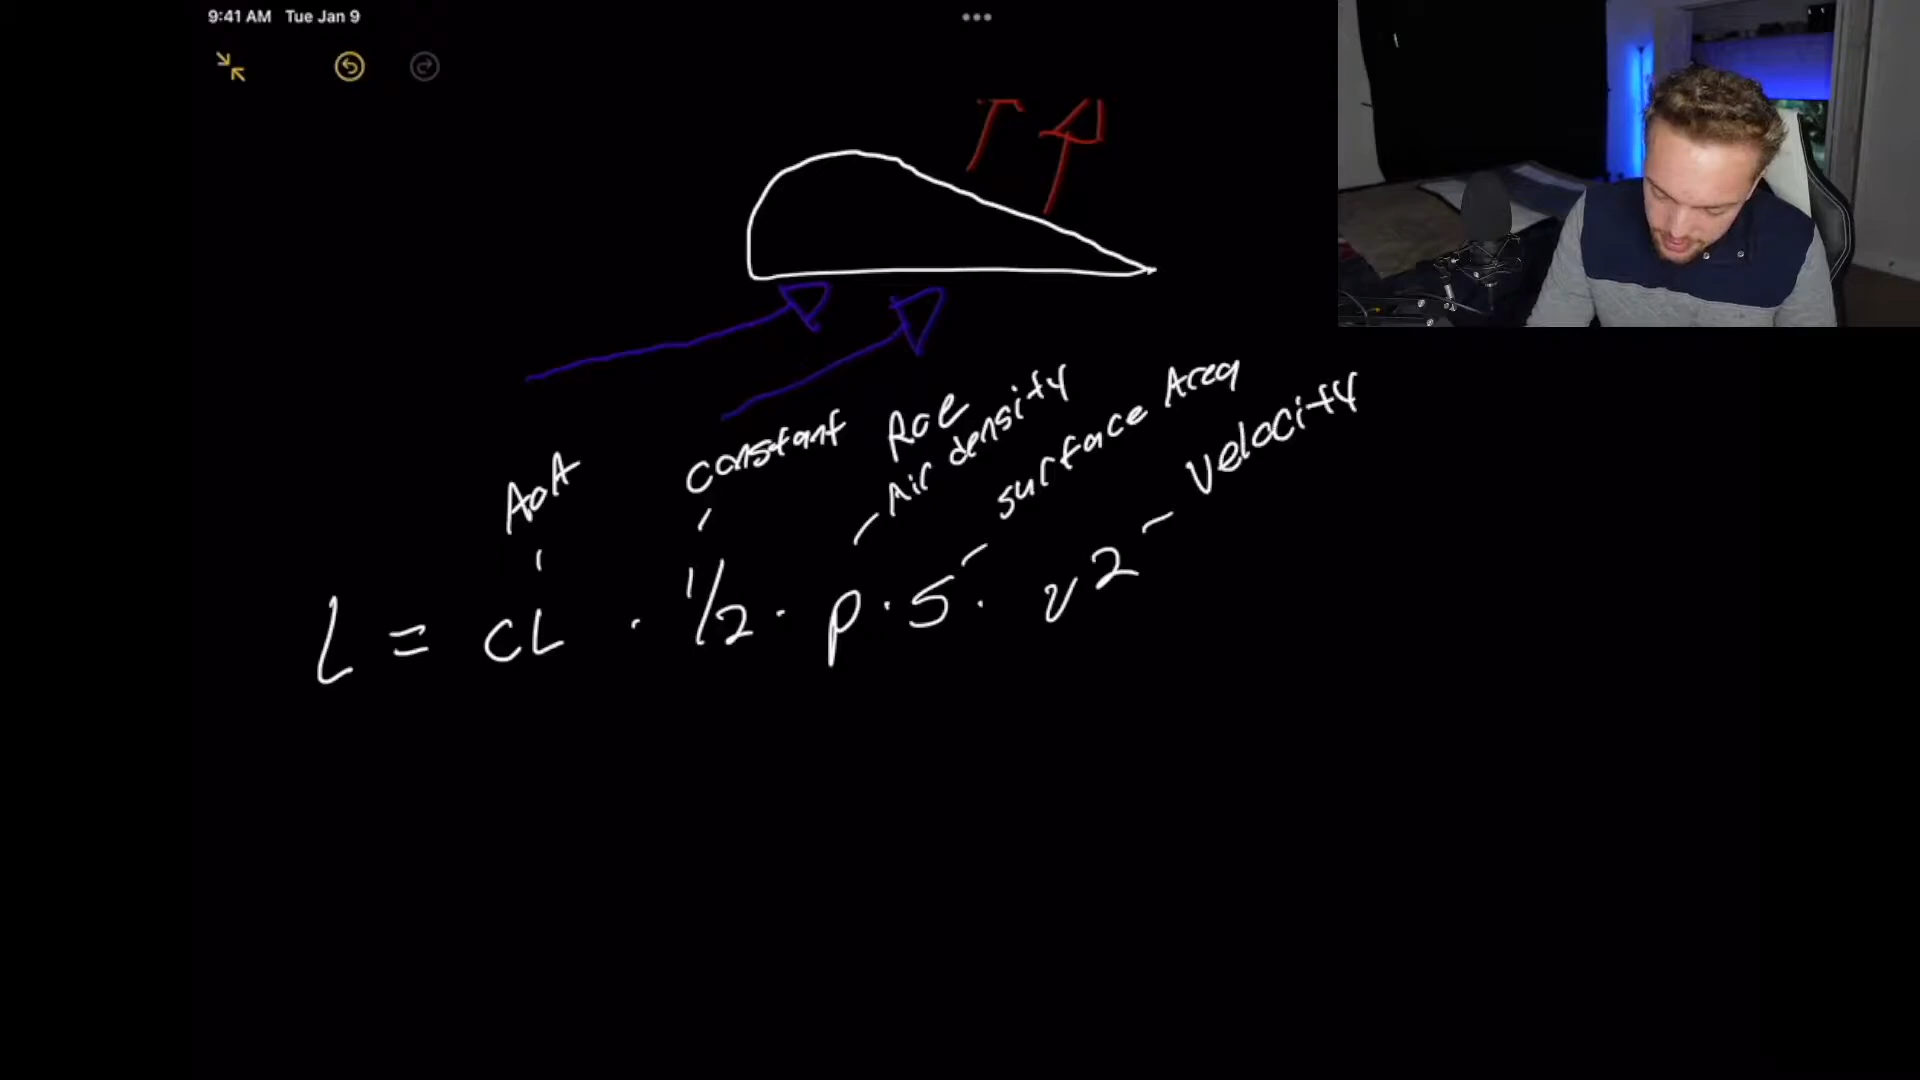 9:41 AM Tue Jan 9
AoA
constant
Roe
Air density
surface Area
velocity
L = CL · 1/2 · p · S · v2